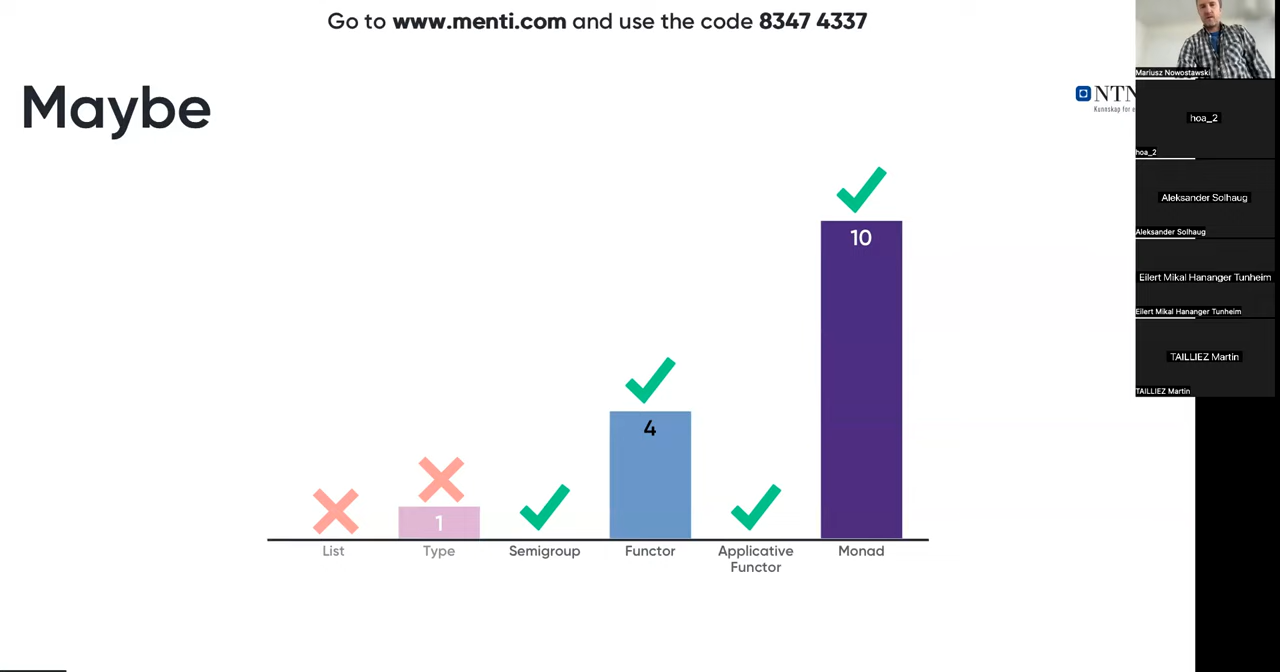 Go to www.menti.com and use the code 8347 4337
Maybe
NTN
Kunnskap for e
10
4
1
List
Type
Semigroup
Functor
Applicative
Functor
Monad
Mariusz Nowostawski
hoa_2
hoa_2
Aleksander Solhaug
Aleksander Solhaug
Eilert Mikal Hananger Tunheim
Eilert Mikal Hananger Tunheim
TAILLIEZ Martin
TAILLIEZ Martin